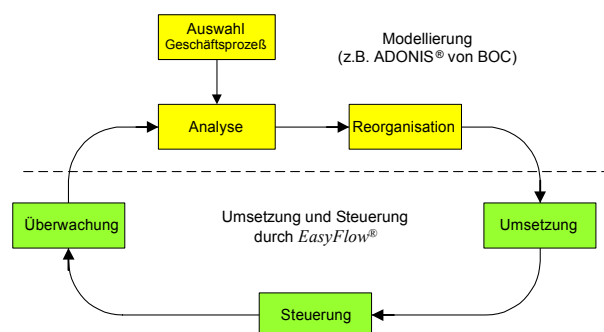 Auswahl
Geschäftsprozeß
Modellierung
(z.B. ADONIS® von BOC)
Analyse
Reorganisation
Überwachung
Umsetzung und Steuerung
durch EasyFlow®
Umsetzung
Steuerung